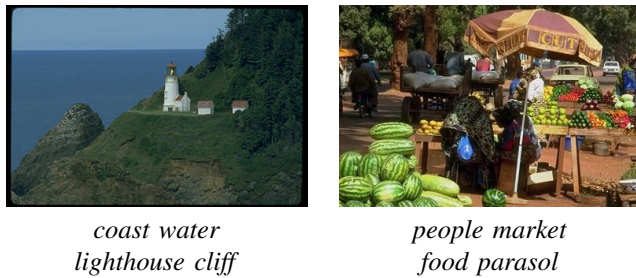 coast water
lighthouse cliff
people market
food parasol